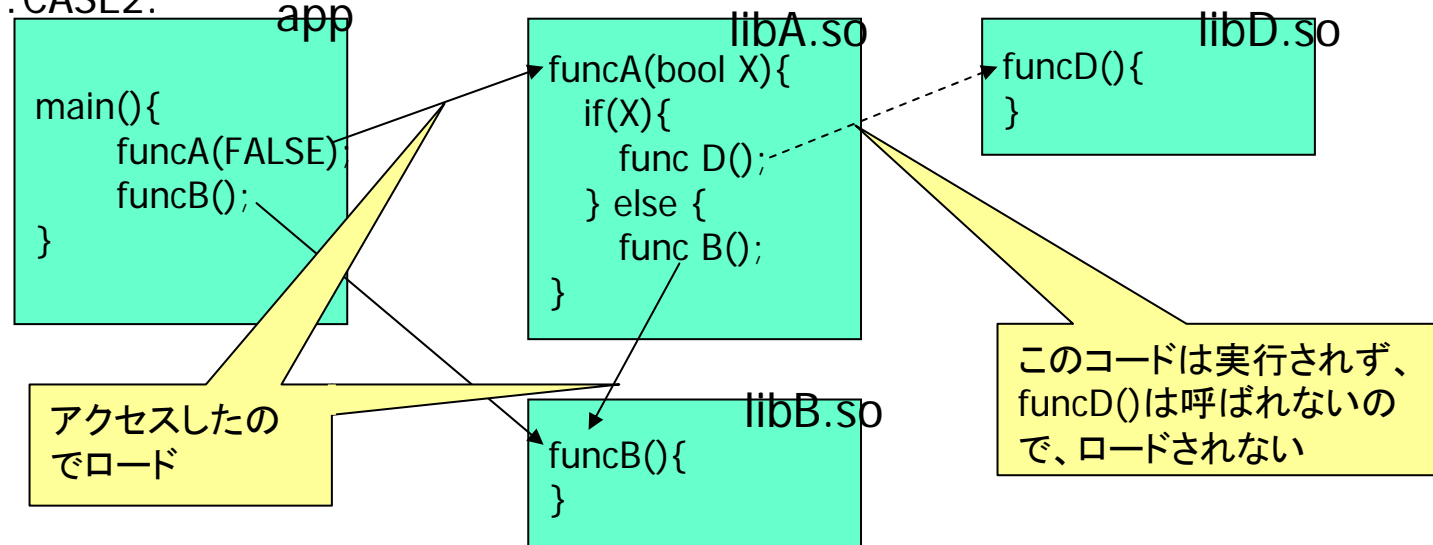 :CASE2:
app
main(){
funcA(FALSE);
funcB();
}
libA.so
funcA(bool X){
if(X){
func D();
} else {
func B();
}
libD.so
funcD(){
}
アクセスしたの
でロード
libB.so
funcB(){
}
このコードは実行されず、
funcD()は呼ばれないの
で、ロードされない